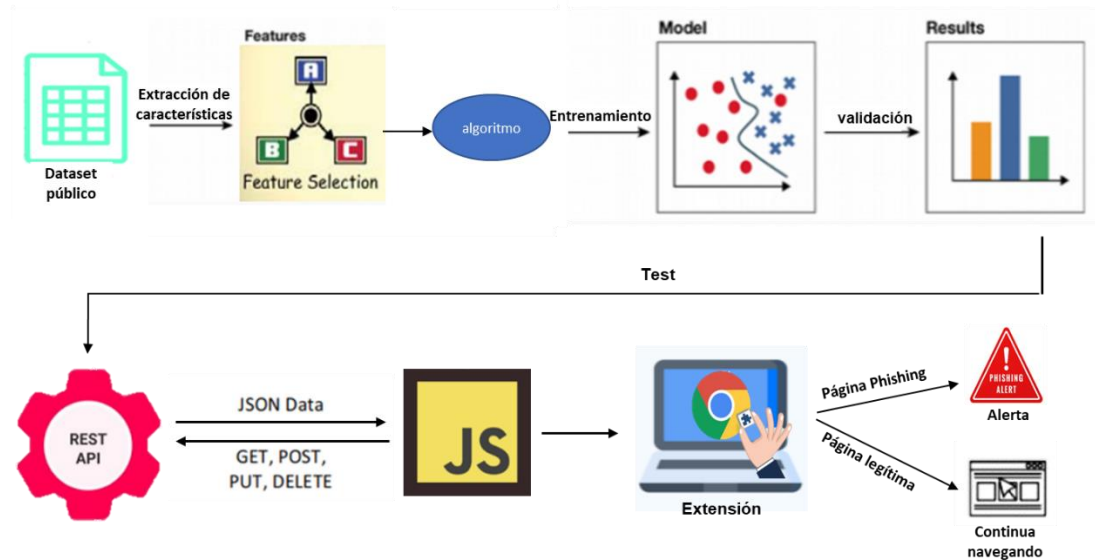 Features
Model
Results
Extracción de
características
A
B
C
Feature Selection
Dataset
público
algoritmo
Entrenamiento
validación
Test
REST
API
JSON Data
GET, POST,
PUT, DELETE
JS
Extensión
Página Phishing
Página legítima
!
PHISHING
ALERT
Alerta
Continua
navegando